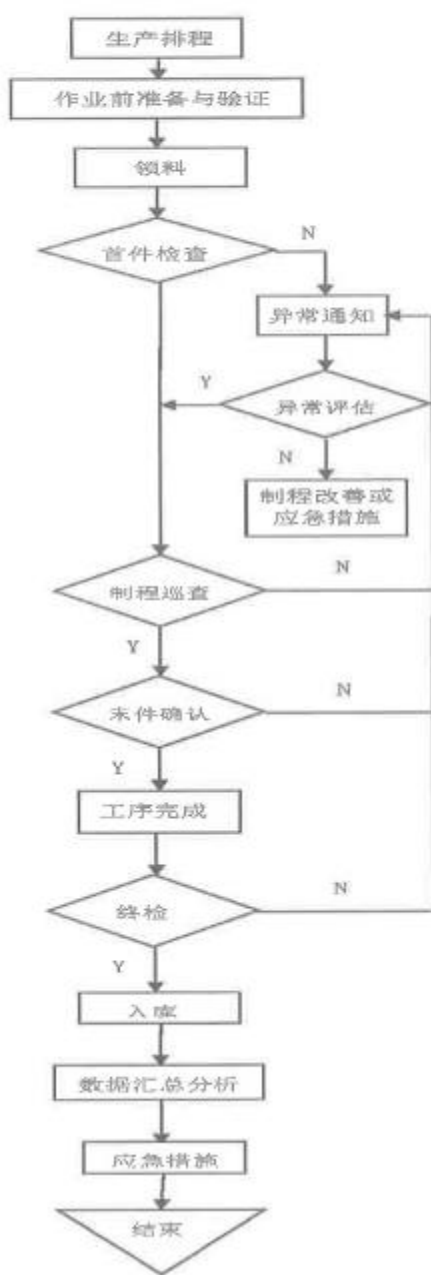 生产排程
作业前准备与验证
领料
首件检查
N
异常通知
Y
异常评估
N
制程改善或
应急措施
制程巡查
N
Y
末件确认
N
Y
工序完成
终检
N
Y
入库
数据汇总分析
应急措施
结束